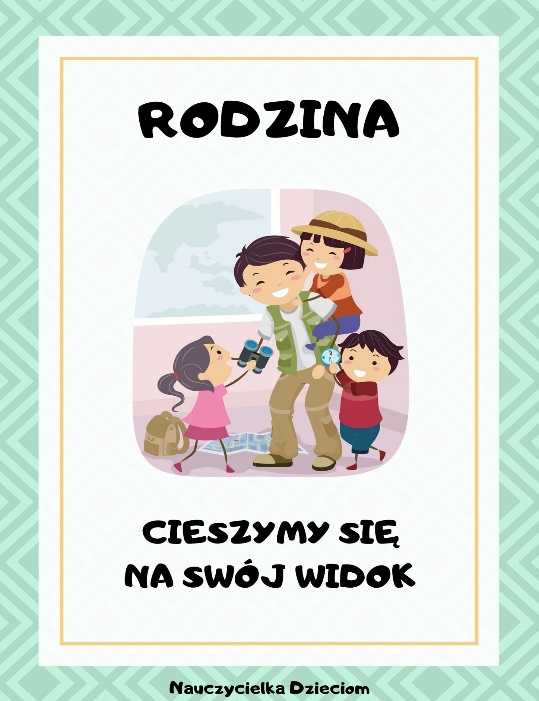 RODZINA
CIESZYMY SIĘ
NA SWÓJ WIDOK
Nauczycielka Dzieciom